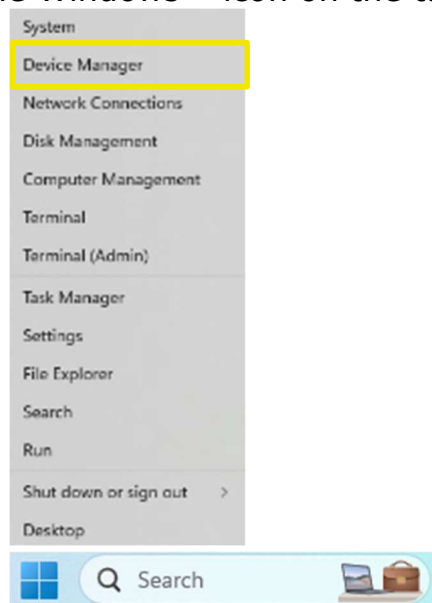 System
Device Manager
Network Connections
Disk Management
Computer Management
Terminal
Terminal (Admin)
Task Manager
Settings
File Explorer
Search
Run
Shut down or sign out
Desktop
Search